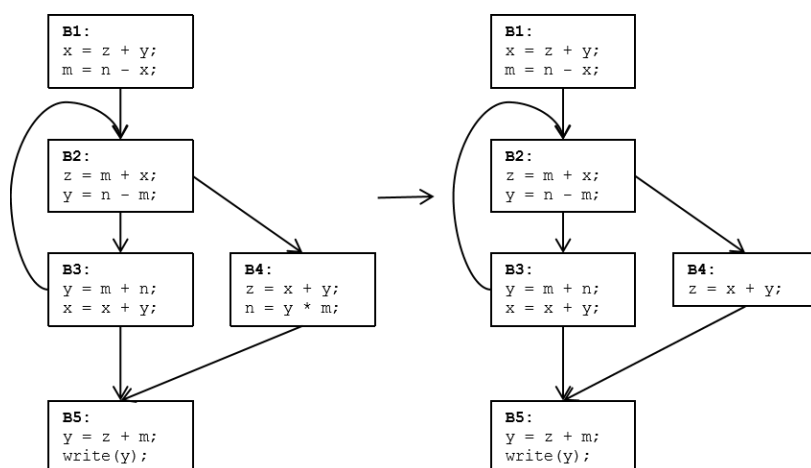 B1:
x = z + y;
m = n - x;
B2:
z = m + x;
y = n - m;
B3:
y = m + n;
x = x + y;
B4:
z = x + y;
n = y * m;
B5:
y = z + m;
write(y);
B1:
x = z + y;
m = n - x;
B2:
z = m + x;
y = n - m;
B3:
y = m + n;
x = x + y;
B4:
z = x + y;
B5:
y = z + m;
write(y);